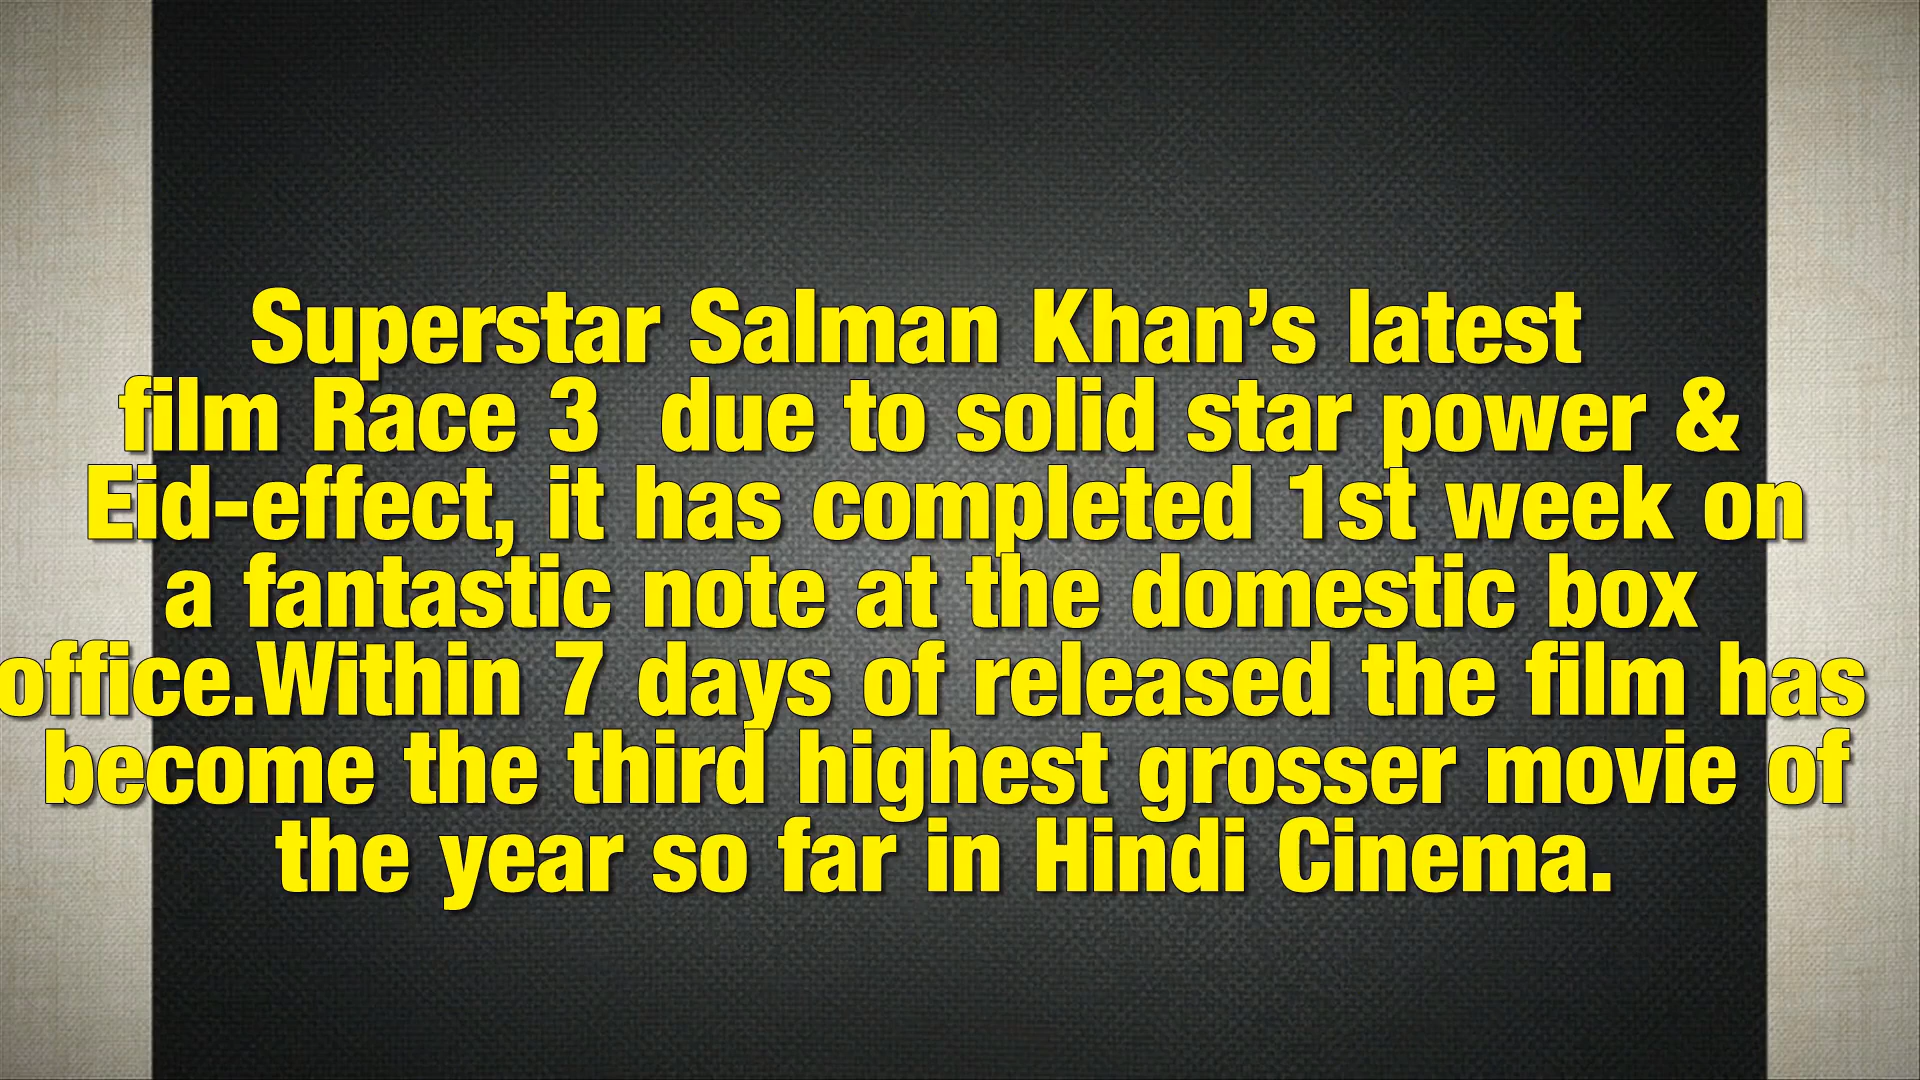 Superstar Salman Khan’s latest
film Race 3  due to solid star power &
Eid-effect, it has completed 1st week on
a fantastic note at the domestic box
office.Within 7 days of released the film has
become the third highest grosser movie of
the year so far in Hindi Cinema.